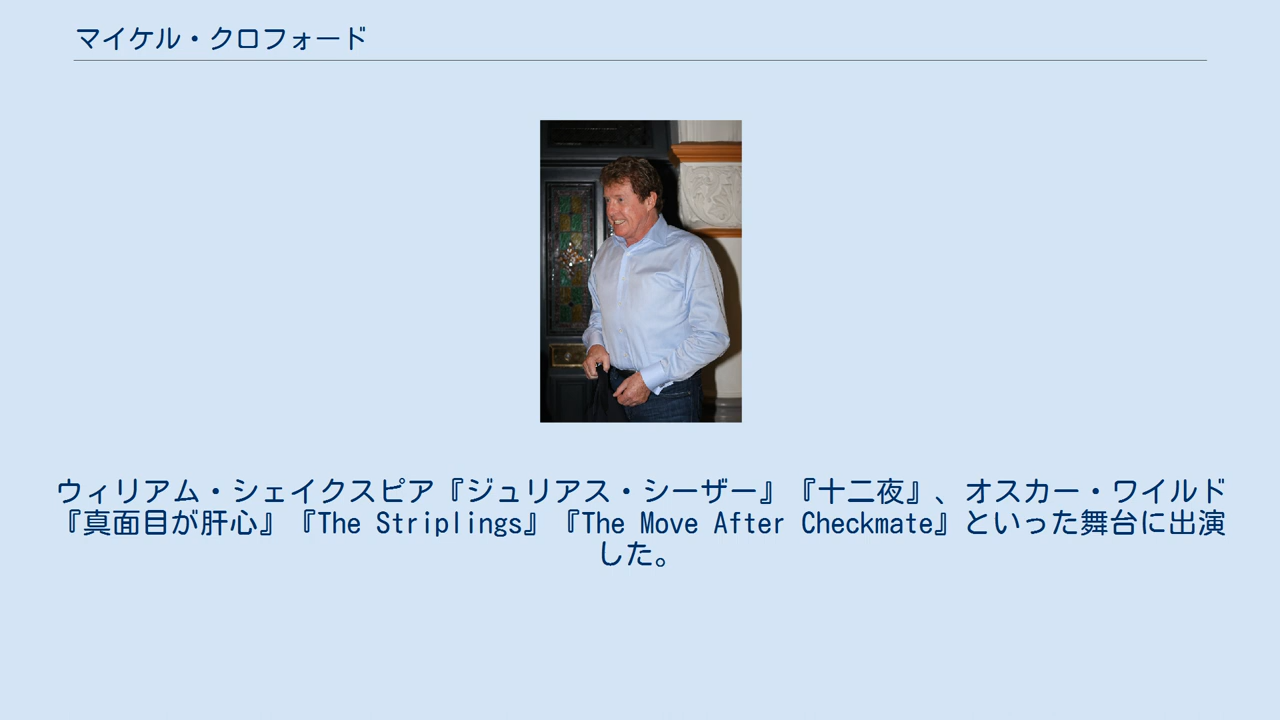 マイケル・クロフォード
ウィリアム・シェイクスピア『ジュリアス・シーザー』『十二夜』、オスカー・ワイルド
『真面目が肝心』『The Striplings』『The Move After Checkmate』といった舞台に出演
した。